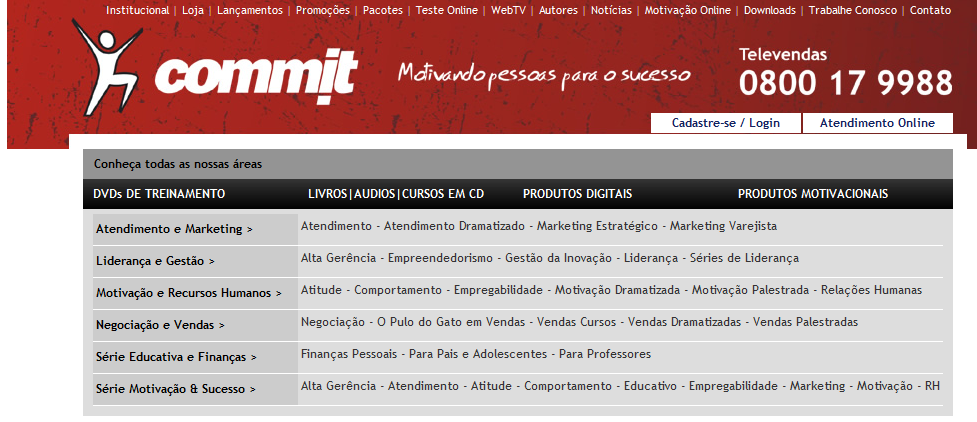 Institucional | Loja | Lançamentos | Promoções | Pacotes | Teste Online | WebTV | Autores | Notícias | Motivação Online | Downloads | Trabalhe Conosco | Contato
commit
Motivando pessoas para o sucesso
Televendas
0800 17 9988
Cadastre-se / Login
Atendimento Online
Conheça todas as nossas áreas
DVDs DE TREINAMENTO LIVROS|AUDIOS|CURSOS EM CD PRODUTOS DIGITAIS PRODUTOS MOTIVACIONAIS
Atendimento e Marketing > Atendimento - Atendimento Dramatizado - Marketing Estratégico - Marketing Varejista
Liderança e Gestão > Alta Gerência - Empreendedorismo - Gestão da Inovação - Liderança - Séries de Liderança
Motivação e Recursos Humanos > Atitude - Comportamento - Empregabilidade - Motivação Dramatizada - Motivação Palestrada - Relações Humanas
Negociação e Vendas > Negociação - O Pulo do Gato em Vendas - Vendas Cursos - Vendas Dramatizadas - Vendas Palestradas
Série Educativa e Finanças > Finanças Pessoais - Para Pais e Adolescentes - Para Professores
Série Motivação & Sucesso > Alta Gerência - Atendimento - Atitude - Comportamento - Educativo - Empregabilidade - Marketing - Motivação - RH